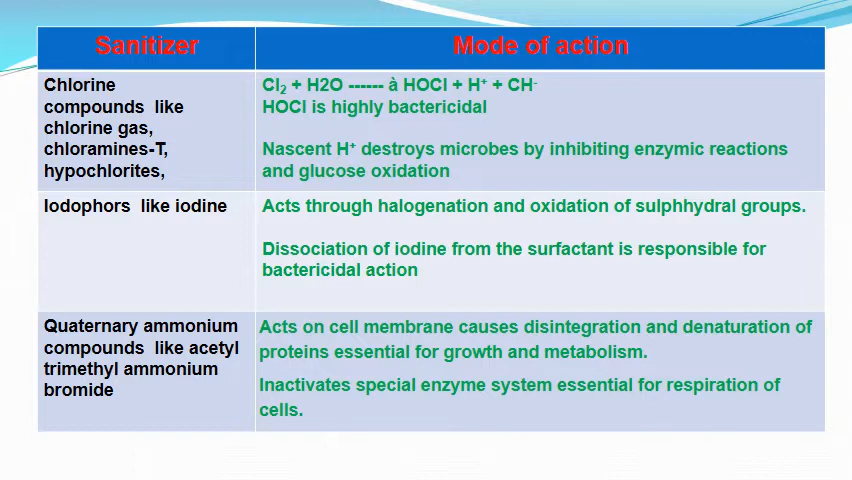 Sanitizer
Mode of action
Chlorine
compounds like
chlorine gas,
chloramines-T,
hypochlorites,
Cl₂ + H2O ------ à HOCl + H⁺ + CH⁻
HOCl is highly bactericidal
Nascent H⁺ destroys microbes by inhibiting enzymic reactions
and glucose oxidation
Iodophors like iodine
Acts through halogenation and oxidation of sulphhydral groups.
Dissociation of iodine from the surfactant is responsible for
bactericidal action
Quaternary ammonium
compounds like acetyl
trimethyl ammonium
bromide
Acts on cell membrane causes disintegration and denaturation of
proteins essential for growth and metabolism.
Inactivates special enzyme system essential for respiration of
cells.